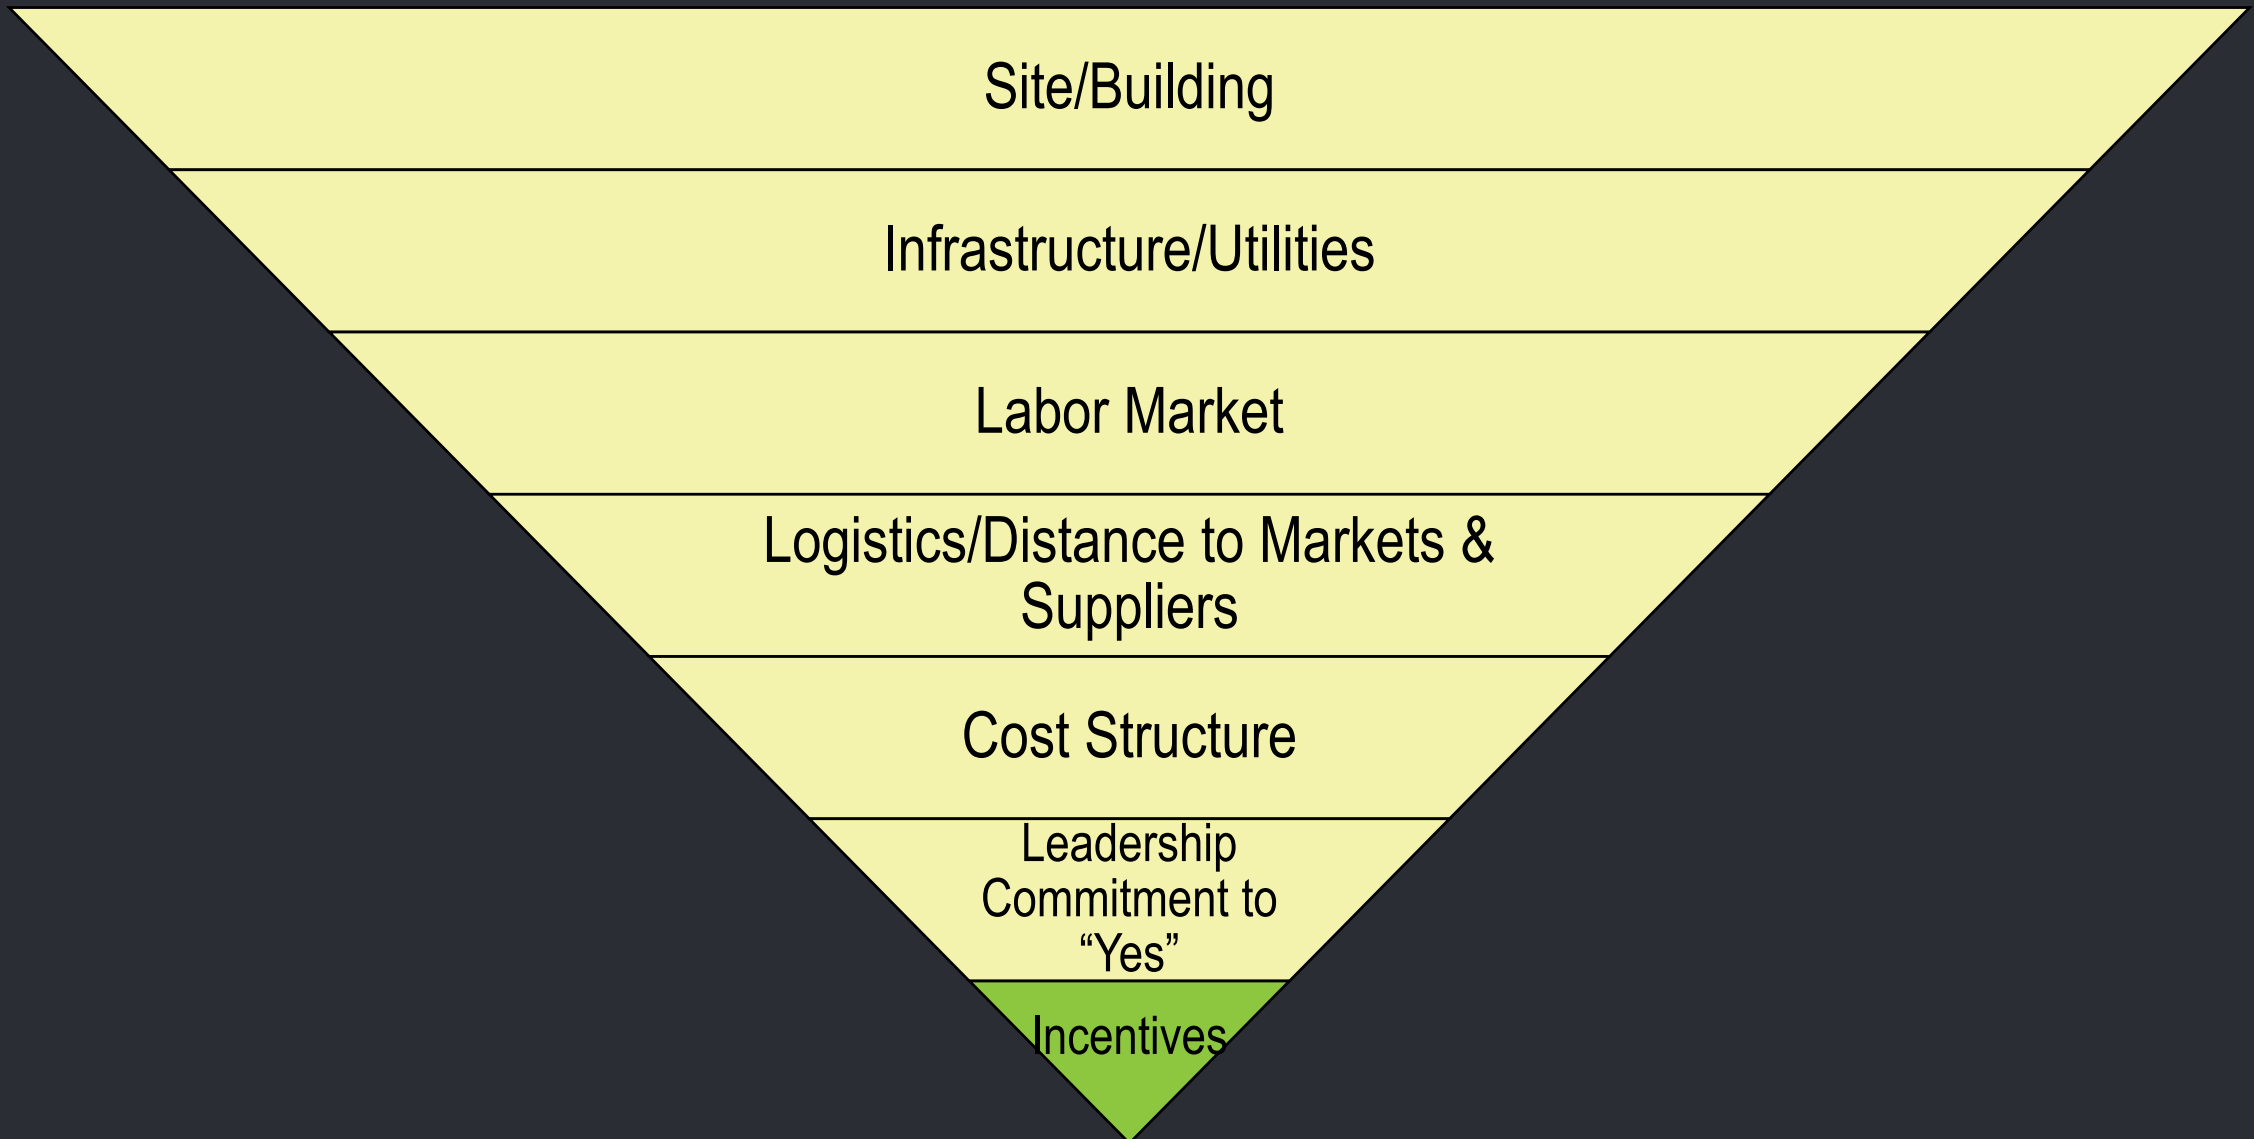 Site/Building
Infrastructure/Utilities
Labor Market
Logistics/Distance to Markets &
Suppliers
Cost Structure
Leadership
Commitment to
“Yes”
Incentives